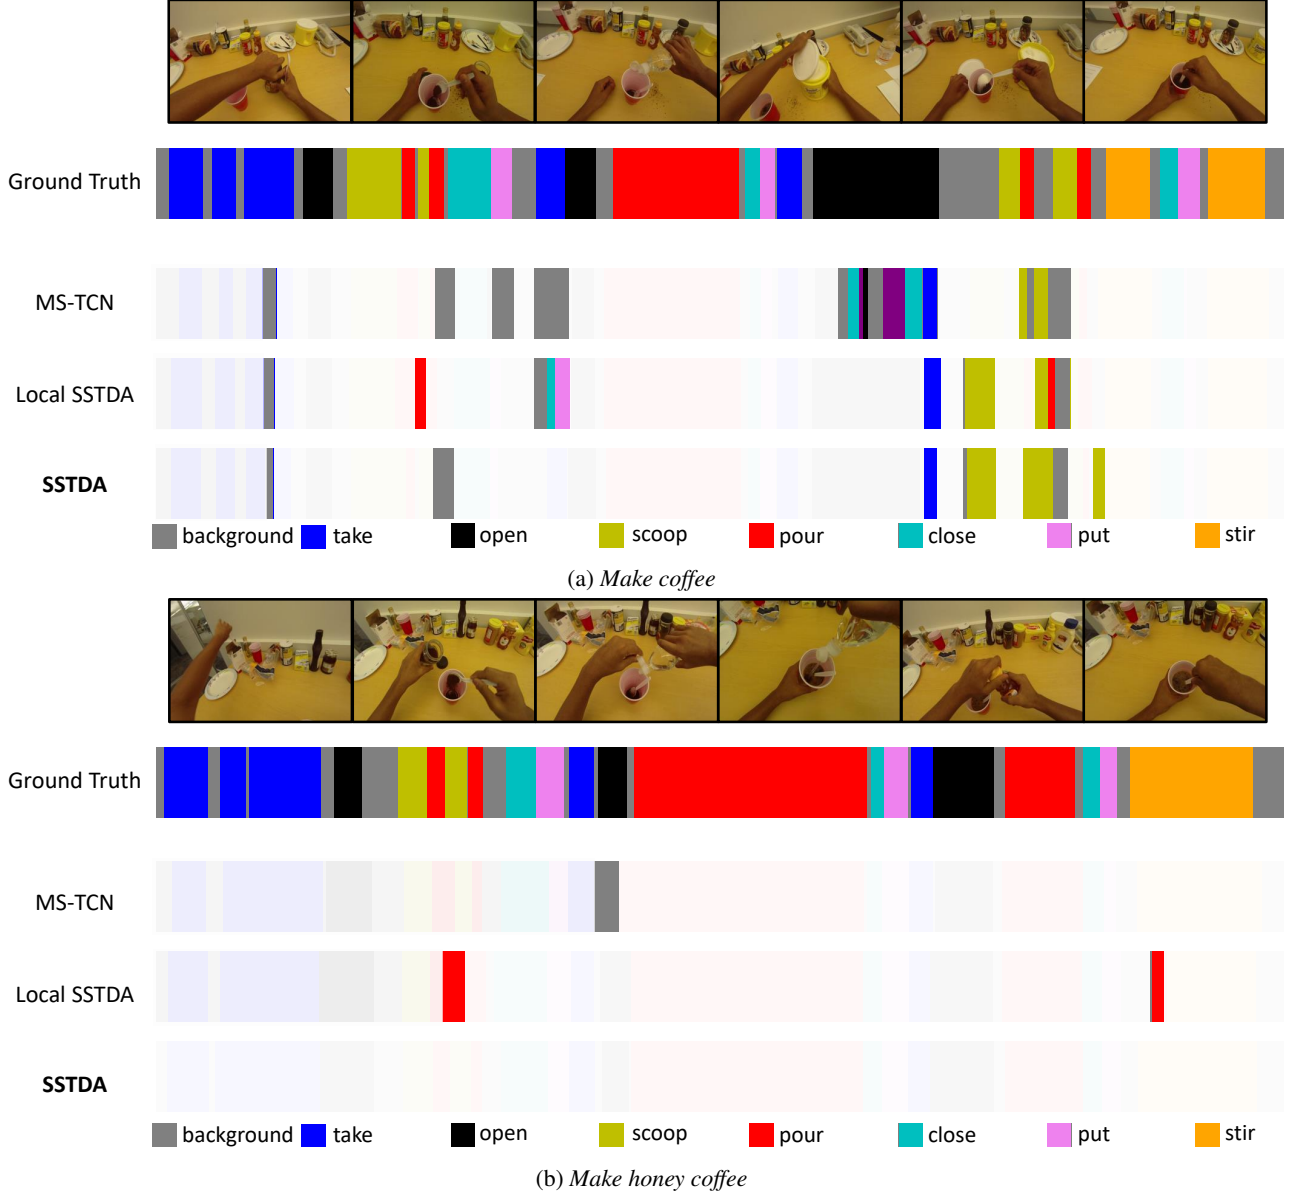 Ground Truth
MS-TCN
Local SSTDA
SSTDA
background take open scoop pour close put stir
(a) Make coffee
Ground Truth
MS-TCN
Local SSTDA
SSTDA
background take open scoop pour close put stir
(b) Make honey coffee